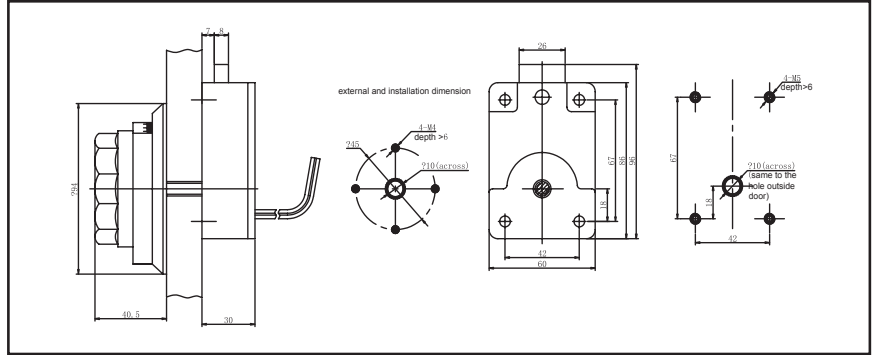 7 8
26
external and installation dimension
4-M4
depth >6
?45
?10(across)
?94
40.5
30
18
67
86
96
42
60
4-M5
depth>6
67
?10(across)
(same to the
hole outside
door)
18
42